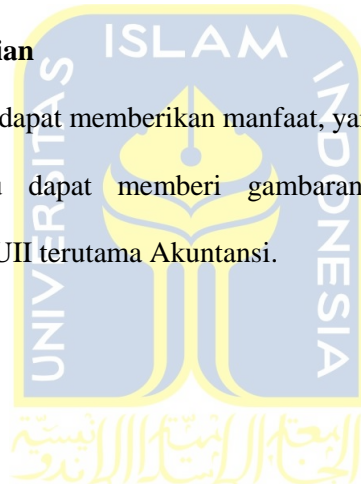 ian
ISLAM
dapat memberikan manfaat, ya
u dapat memberi gambaran
UII terutama Akuntansi.
UNIVERSITAS
INDONESIA